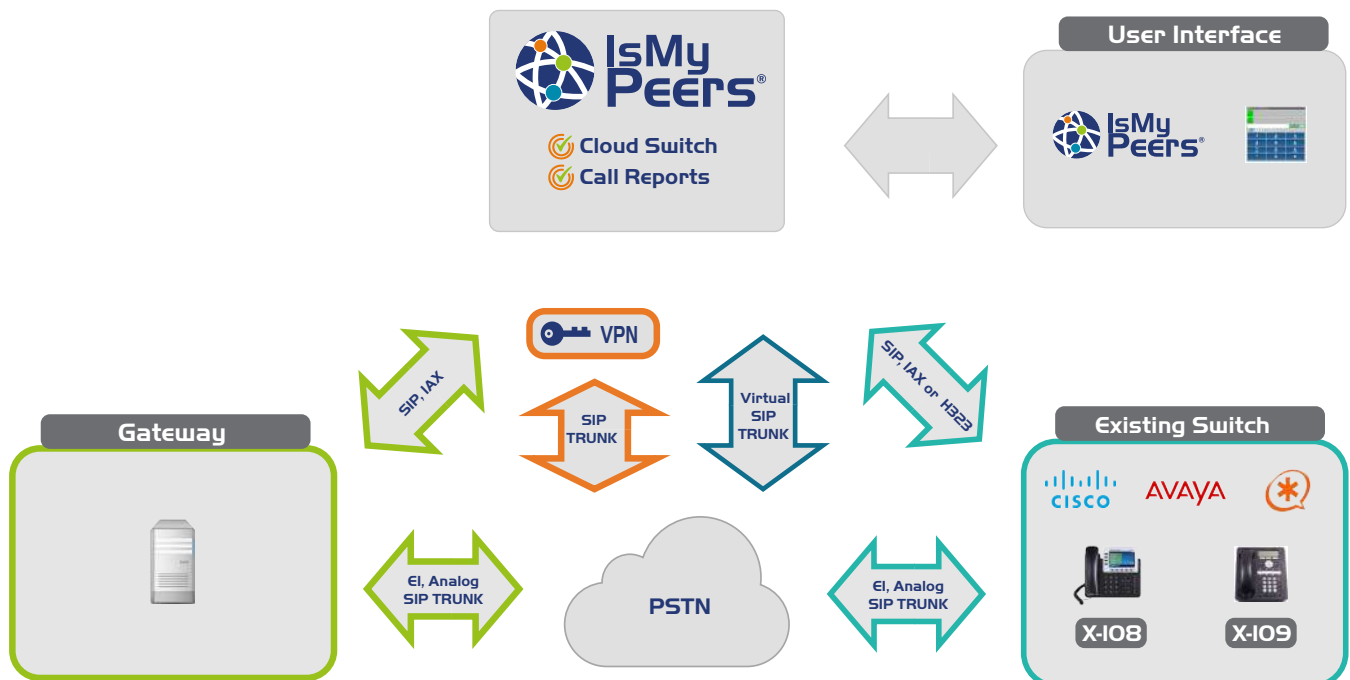 IsMy
Peers®
Cloud Switch
Call Reports
User Interface
IsMy
Peers®
VPN
SIP, IAX
SIP
TRUNK
Virtual
SIP
TRUNK
SIP, IAX or H323
Gateway
Existing Switch
CISCO
AVAYA
E1, Analog
SIP TRUNK
PSTN
E1, Analog
SIP TRUNK
X-108
X-109